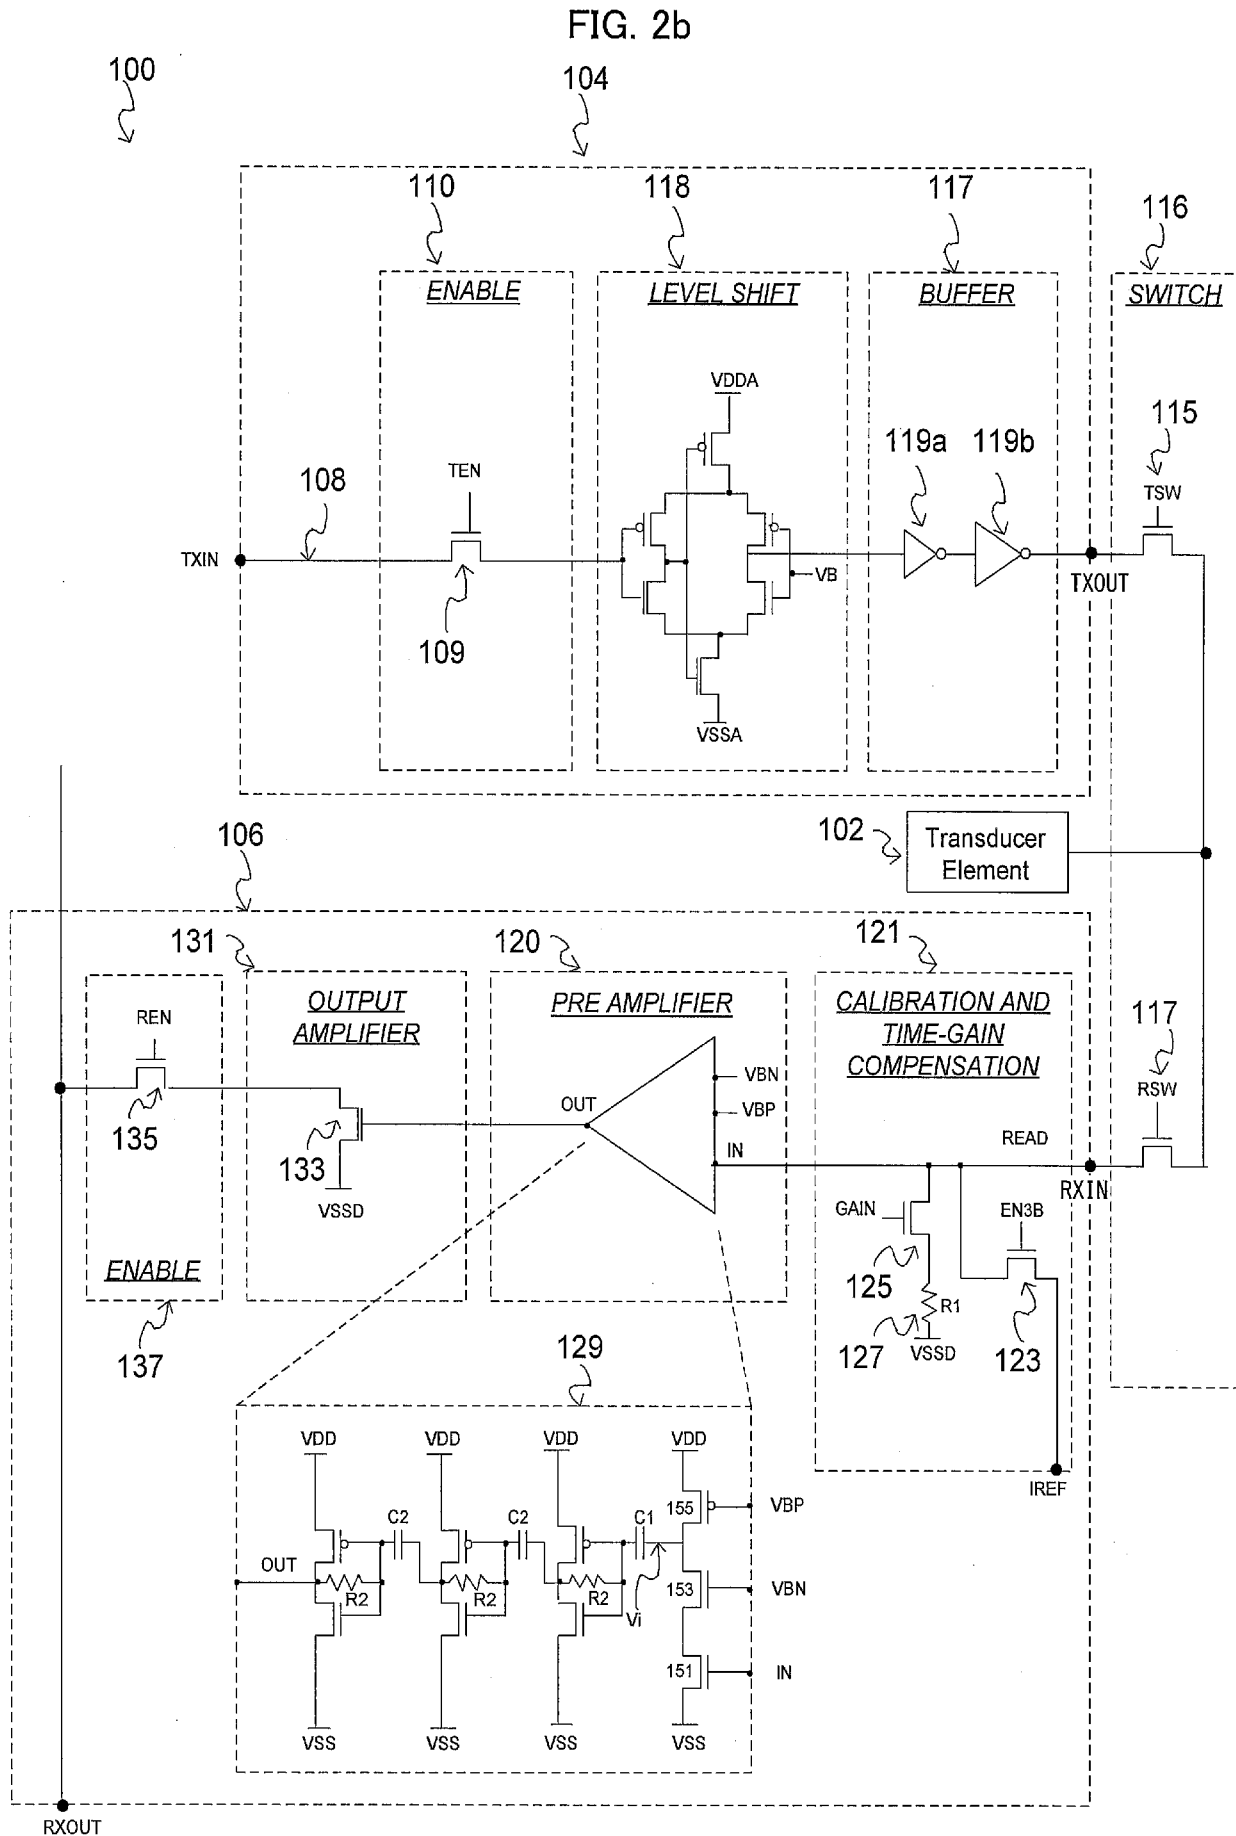 FIG. 2b
100
104
110
118
117
116
ENABLE
LEVEL SHIFT
BUFFER
SWITCH
VDDA
115
119a
119b
TEN
TSW
108
TXIN
VB
TXOUT
109
VSSA
106
102
Transducer
Element
131
120
121
OUTPUT
AMPLIFIER
PRE AMPLIFIER
CALIBRATION AND
TIME-GAIN
COMPENSATION
117
REN
VBN
RSW
OUT
VBP
135
133
IN
READ
RXIN
VSSD
GAIN
EN3B
ENABLE
125
R1
137
127
VSSD
123
129
VDD
VDD
VDD
VDD
IREF
C2
C2
C1
155
VBP
OUT
R2
R2
R2
153
VBN
Vi
151
IN
VSS
VSS
VSS
VSS
RXOUT